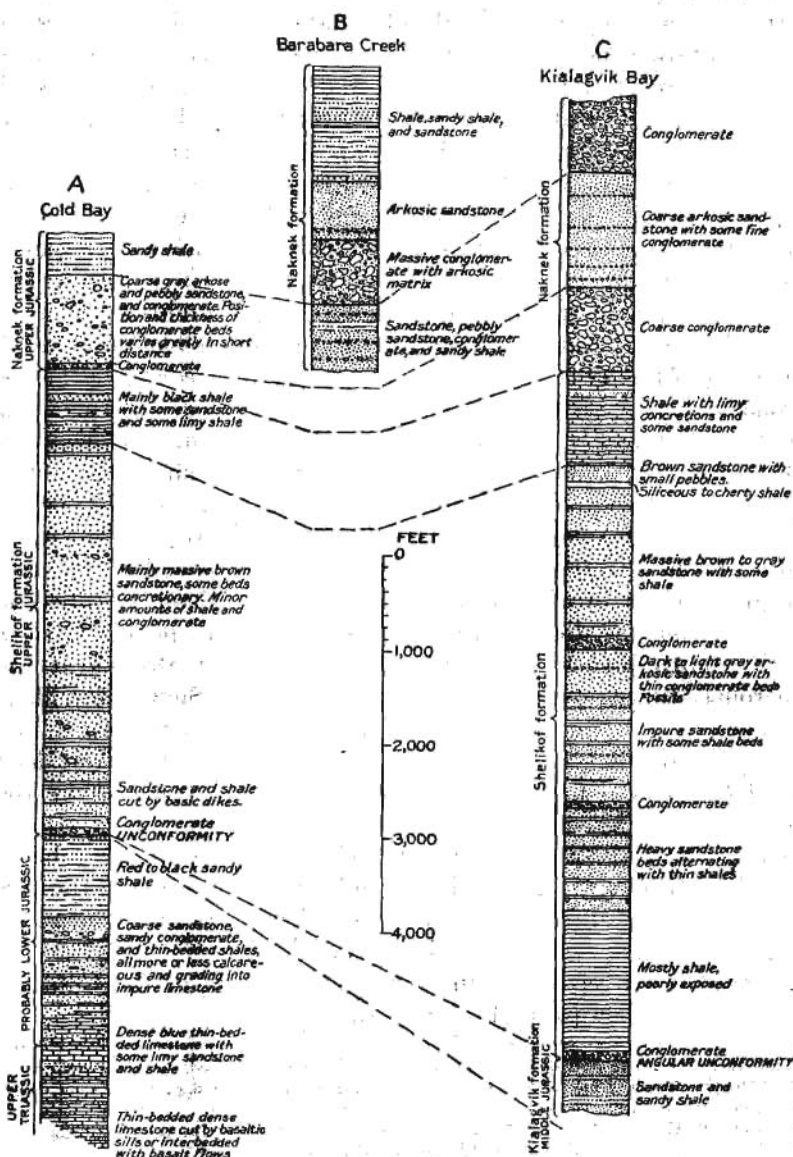 A
Cold Bay
Naknek formation
UPPER JURASSIC
Shelikof formation
UPPER JURASSIC
PROBABLY LOWER JURASSIC
UPPER
TRIASSIC
Sandy shale
Coarse gray arkose
and pebbly sandstone,
and conglomerate. Posi-
tion and thickness of
conglomerate beds
varies greatly in short
distance
Conglomerate
Mainly black shale
with some sandstone
and some limy shale
Mainly massive brown
sandstone, some beds
concretionary. Minor
amounts of shale and
conglomerate
Sandstone and shale
cut by basic dikes.
Conglomerate
UNCONFORMITY
Red to black sandy
shale
Coarse sandstone,
sandy conglomerate,
and thin-bedded shales,
all more or less calcare-
ous and grading into
impure limestone
Dense blue thin-bed-
ded limestone with
some limy sandstone
and shale
Thin-bedded dense
limestone cut by basaltic
sills or interbedded
with basalt flows
B
Barabara Creek
Naknek formation
Shale, sandy shale,
and sandstone
Arkosic sandstone
Massive conglomer-
ate with arkosic
matrix
Sandstone, pebbly
sandstone, conglomer-
ate, and sandy shale
FEET
0
1,000
2,000
3,000
4,000
C
Kialagvik Bay
Naknek formation
Shelikof formation
Kialagvik formation
MIDDLE JURASSIC
Conglomerate
Coarse arkosic sand-
stone with some fine
conglomerate
Coarse conglomerate
Shale with limy
concretions and
some sandstone
Brown sandstone with
small pebbles.
Siliceous to cherty shale
Massive brown to gray
sandstone with some
shale
Conglomerate
Dark to light gray ar-
kosic sandstone with
thin conglomerate beds
Fossils
Impure sandstone
with some shale beds
Conglomerate
Heavy sandstone
beds alternating
with thin shales
Mostly shale,
poorly exposed
Conglomerate
ANGULAR UNCONFORMITY
Sandstone and
sandy shale